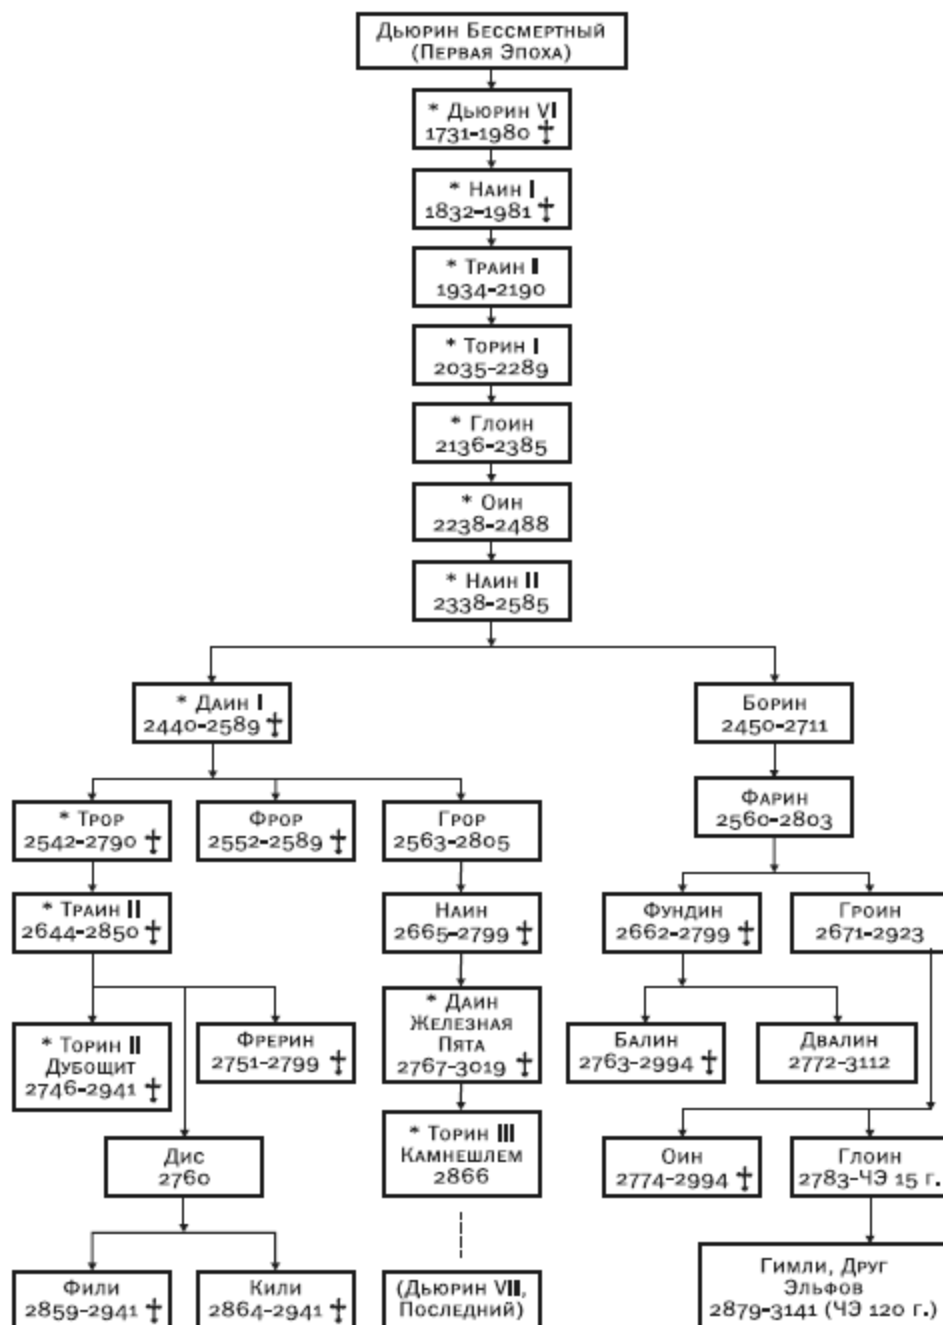 Дьюрин Бессмертный
(Первая Эпоха)
* Дьюрин VI
1731-1980 ‡
* Наин I
1832-1981 ‡
* Траин I
1934-2190
* Торин I
2035-2289
* Глоин
2136-2385
* Оин
2238-2488
* Наин II
2338-2585
* Даин I
2440-2589 ‡
Борин
2450-2711
* Трор
2542-2790 ‡
Фрор
2552-2589 ‡
Грор
2563-2805
Фарин
2560-2803
* Траин II
2644-2850 ‡
Наин
2665-2799 ‡
Фундин
2662-2799 ‡
Гроин
2671-2923
* Торин II
Дубощит
2746-2941 ‡
Фрерин
2751-2799 ‡
* Даин
Железная
Пята
2767-3019 ‡
Балин
2763-2994 ‡
Двалин
2772-3112
Дис
2760
* Торин III
Камнешлем
2866
Оин
2774-2994 ‡
Глоин
2783-ЧЭ 15 г.
Фили
2859-2941 ‡
Кили
2864-2941 ‡
(Дьюрин VII,
Последний)
Гимли, Друг
Эльфов
2879-3141 (ЧЭ 120 г.)